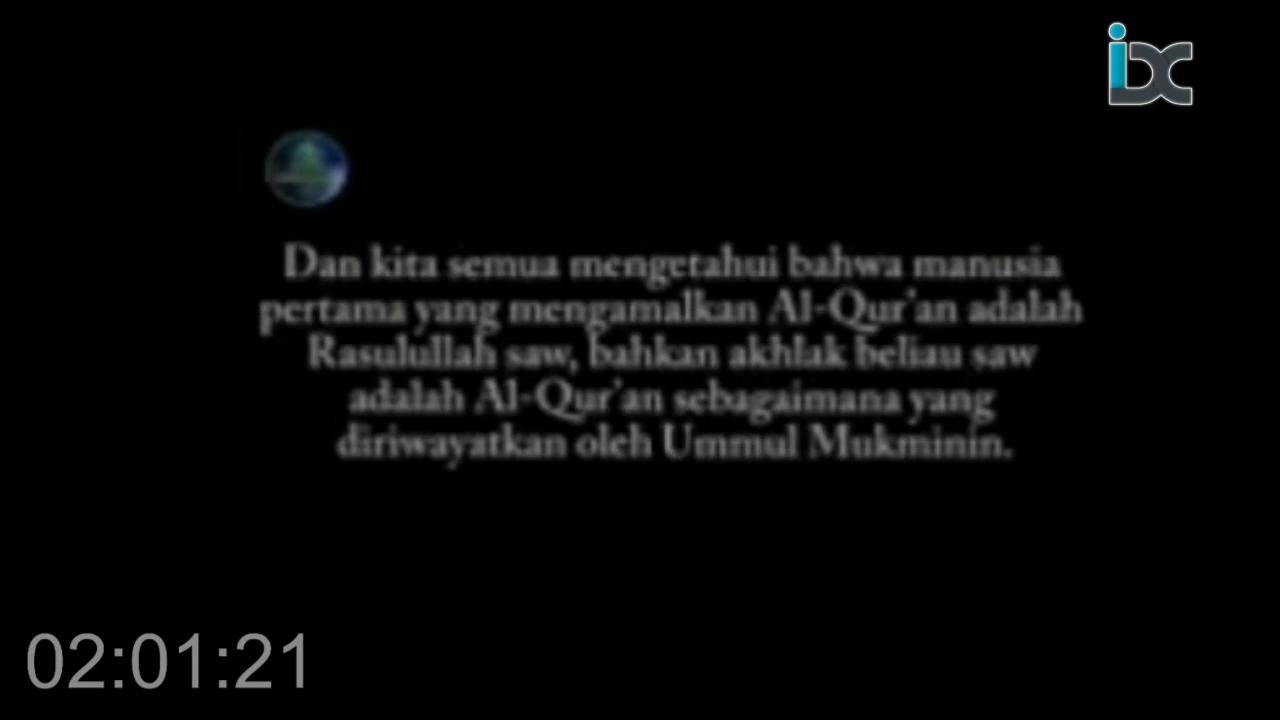 ix
Dan kita semua mengetahui bahwa manusia
pertama yang mengamalkan Al-Qur'an adalah
Rasulullah saw, bahkan akhlak beliau saw
adalah Al-Qur'an sebagaimana yang
diriwayatkan oleh Ummul Mukminin.
02:01:21